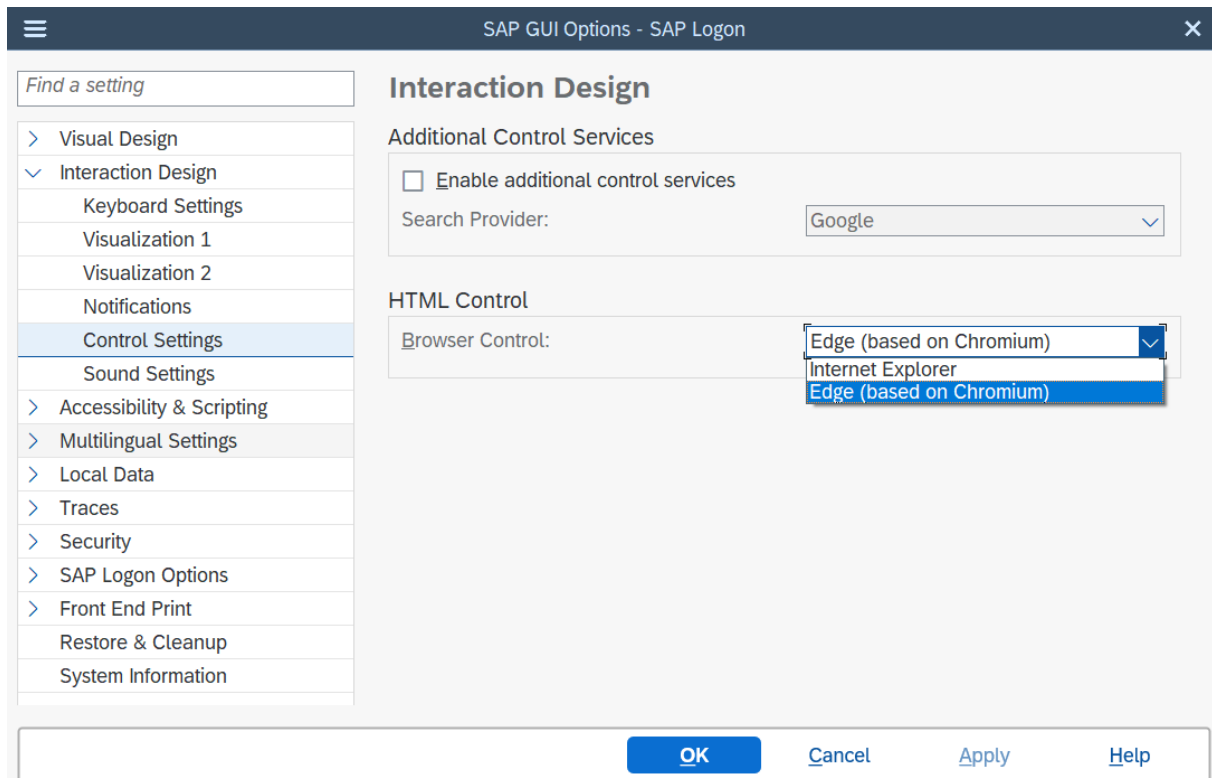 SAP GUI Options - SAP Logon
Find a setting
Visual Design
Interaction Design
Keyboard Settings
Visualization 1
Visualization 2
Notifications
Control Settings
Sound Settings
Accessibility & Scripting
Multilingual Settings
Local Data
Traces
Security
SAP Logon Options
Front End Print
Restore & Cleanup
System Information
Interaction Design
Additional Control Services
Enable additional control services
Search Provider: Google
HTML Control
Browser Control: Edge (based on Chromium)
Internet Explorer
Edge (based on Chromium)
OK Cancel Apply Help